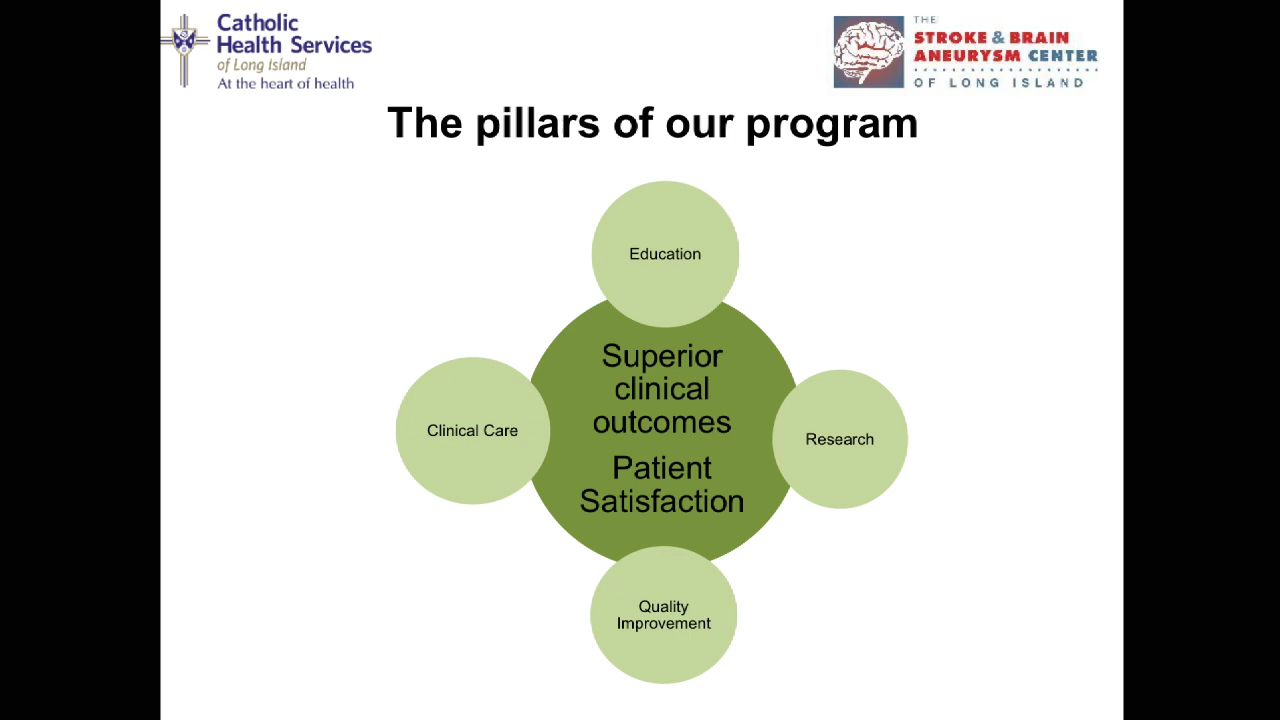 Catholic
Health Services
of Long Island
At the heart of health
THE
STROKE & BRAIN
ANEURYSM CENTER
OF LONG ISLAND
The pillars of our program
Education
Superior
clinical
outcomes
Patient
Satisfaction
Clinical Care
Research
Quality
Improvement